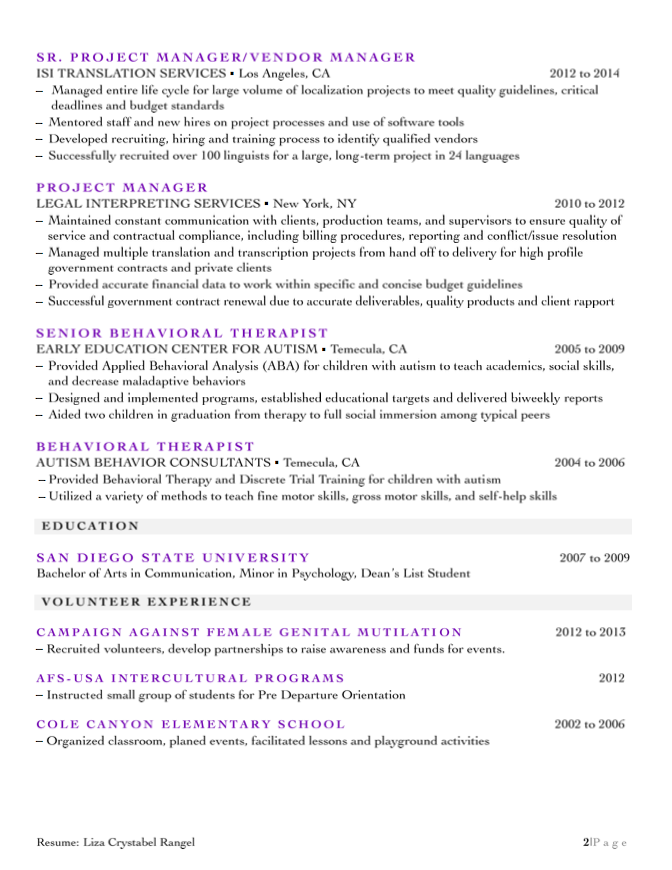 SR. PROJECT MANAGER/VENDOR MANAGER
ISI TRANSLATION SERVICES ▪ Los Angeles, CA 2012 to 2014
– Managed entire life cycle for large volume of localization projects to meet quality guidelines, critical
deadlines and budget standards
– Mentored staff and new hires on project processes and use of software tools
– Developed recruiting, hiring and training process to identify qualified vendors
– Successfully recruited over 100 linguists for a large, long-term project in 24 languages
PROJECT MANAGER
LEGAL INTERPRETING SERVICES ▪ New York, NY 2010 to 2012
– Maintained constant communication with clients, production teams, and supervisors to ensure quality of
service and contractual compliance, including billing procedures, reporting and conflict/issue resolution
– Managed multiple translation and transcription projects from hand off to delivery for high profile
government contracts and private clients
– Provided accurate financial data to work within specific and concise budget guidelines
– Successful government contract renewal due to accurate deliverables, quality products and client rapport
SENIOR BEHAVIORAL THERAPIST
EARLY EDUCATION CENTER FOR AUTISM ▪ Temecula, CA 2005 to 2009
– Provided Applied Behavioral Analysis (ABA) for children with autism to teach academics, social skills,
and decrease maladaptive behaviors
– Designed and implemented programs, established educational targets and delivered biweekly reports
– Aided two children in graduation from therapy to full social immersion among typical peers
BEHAVIORAL THERAPIST
AUTISM BEHAVIOR CONSULTANTS ▪ Temecula, CA 2004 to 2006
– Provided Behavioral Therapy and Discrete Trial Training for children with autism
– Utilized a variety of methods to teach fine motor skills, gross motor skills, and self-help skills
EDUCATION
SAN DIEGO STATE UNIVERSITY 2007 to 2009
Bachelor of Arts in Communication, Minor in Psychology, Dean's List Student
VOLUNTEER EXPERIENCE
CAMPAIGN AGAINST FEMALE GENITAL MUTILATION 2012 to 2013
– Recruited volunteers, develop partnerships to raise awareness and funds for events.
AFS-USA INTERCULTURAL PROGRAMS 2012
– Instructed small group of students for Pre Departure Orientation
COLE CANYON ELEMENTARY SCHOOL 2002 to 2006
– Organized classroom, planed events, facilitated lessons and playground activities
Resume: Liza Crystabel Rangel 2|Page